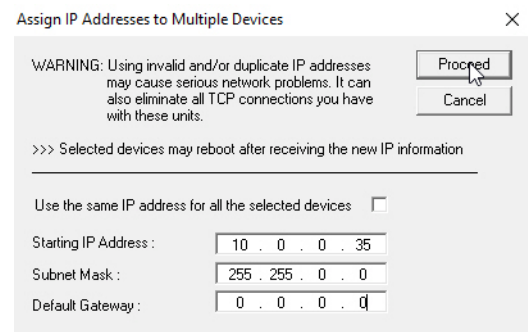 Assign IP Addresses to Multiple Devices
WARNING: Using invalid and/or duplicate IP addresses
may cause serious network problems. It can
also eliminate all TCP connections you have
with these units.
Proceed
Cancel
>>> Selected devices may reboot after receiving the new IP information
Use the same IP address for all the selected devices
Starting IP Address : 10 . 0 . 0 . 35
Subnet Mask : 255 . 255 . 0 . 0
Default Gateway : 0 . 0 . 0 . 0